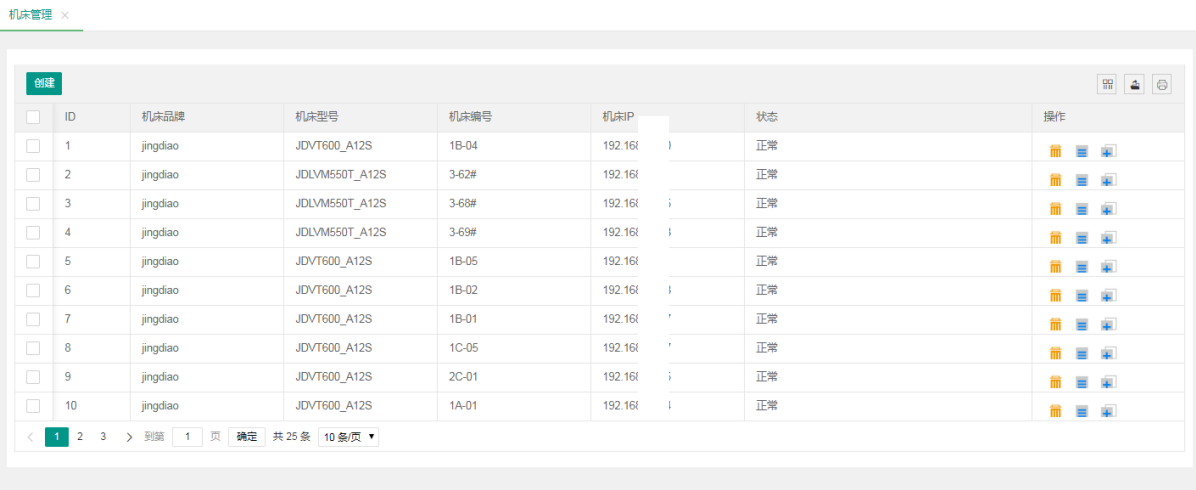 机床管理
创建
ID 机床品牌 机床型号 机床编号 机床IP 状态 操作
1 jingdiao JDVT600_A12S 1B-04 192.168 正常
2 jingdiao JDLVM550T_A12S 3-62# 192.168 正常
3 jingdiao JDLVM550T_A12S 3-68# 192.168 正常
4 jingdiao JDLVM550T_A12S 3-69# 192.168 正常
5 jingdiao JDVT600_A12S 1B-05 192.168 正常
6 jingdiao JDVT600_A12S 1B-02 192.168 正常
7 jingdiao JDVT600_A12S 1B-01 192.168 正常
8 jingdiao JDVT600_A12S 1C-05 192.168 正常
9 jingdiao JDVT600_A12S 2C-01 192.168 正常
10 jingdiao JDVT600_A12S 1A-01 192.168 正常
1 2 3 到第 1 页 确定 共 25 条 10 条/页